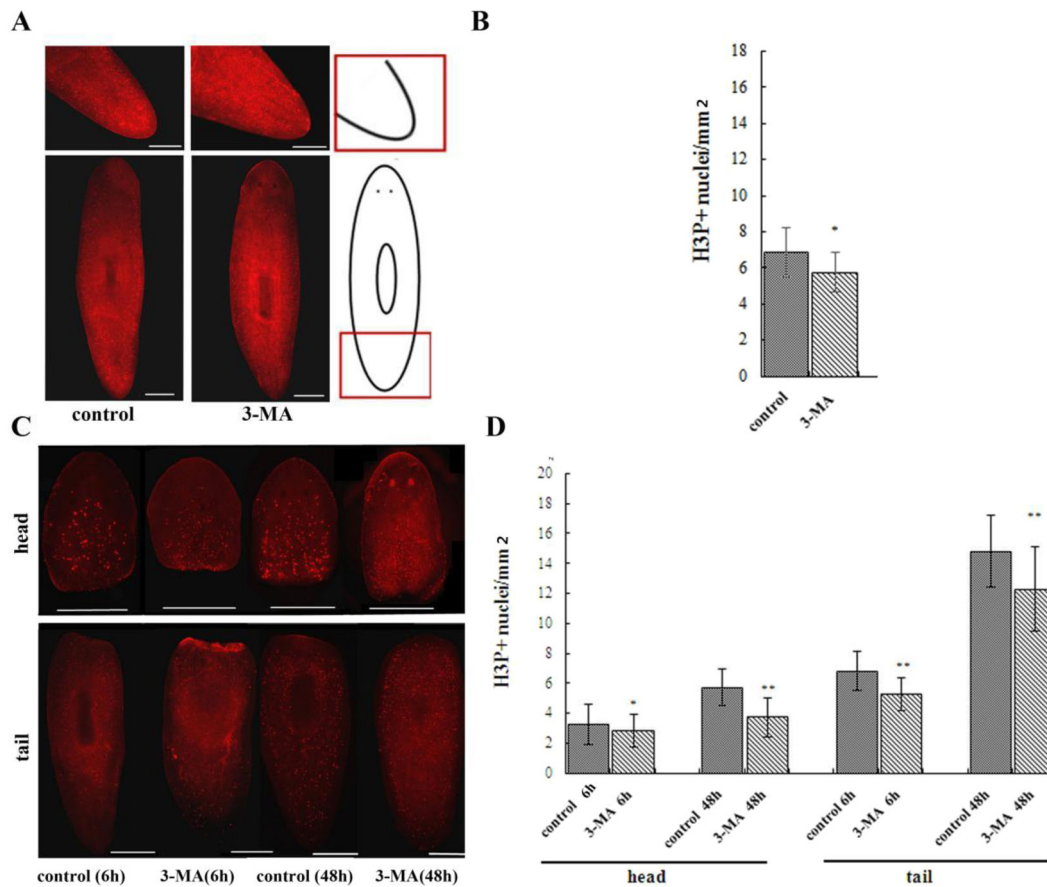 A
control
3-MA
B
H3P+ nuclei/mm 2
18
16
14
12
10
8
6
4
2
0
*
control
3-MA
C
head
tail
control (6h)
3-MA(6h)
control (48h)
3-MA(48h)
D
H3P+ nuclei/mm 2
20
18
16
14
12
10
8
6
4
2
0
*
**
**
**
control 6h
3-MA 6h
control 48h
3-MA 48h
control 6h
3-MA 6h
control 48h
3-MA 48h
head
tail